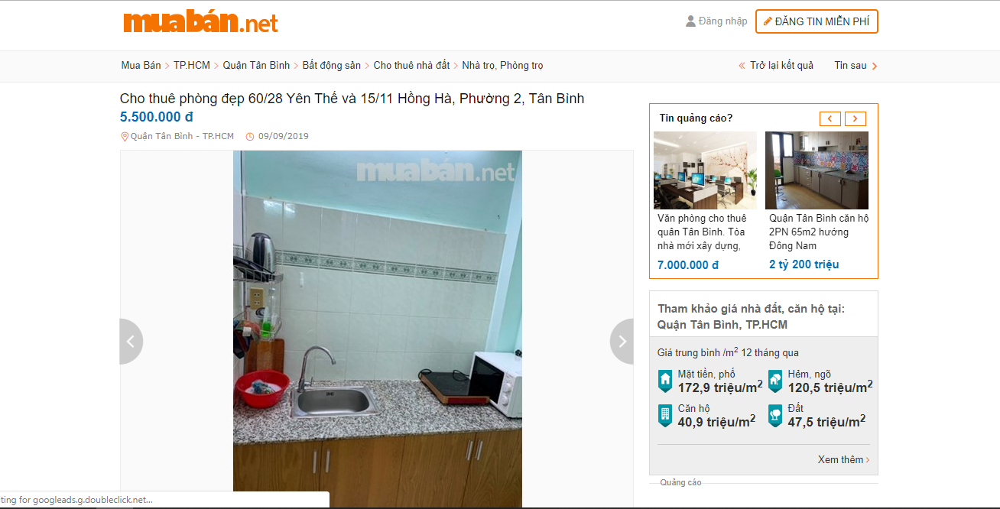 muabán.net
Đăng nhập
ĐĂNG TIN MIỄN PHÍ
Mua Bán > TP.HCM > Quận Tân Bình > Bất động sản > Cho thuê nhà đất > Nhà trọ, Phòng trọ
« Trở lại kết quả
Tin sau >
Cho thuê phòng đẹp 60/28 Yên Thế và 15/11 Hồng Hà, Phường 2, Tân Bình
5.500.000 đ
Quận Tân Bình - TP.HCM 09/09/2019
muabán.net
Tin quảng cáo?
Văn phòng cho thuê
quân Tân Bình. Tòa
nhà mới xây dựng,
7.000.000 đ
Quận Tân Bình căn hộ
2PN 65m2 hướng
Đông Nam
2 tỷ 200 triệu
Tham khảo giá nhà đất, căn hộ tại:
Quận Tân Bình, TP.HCM
Giá trung bình /m² 12 tháng qua
Mặt tiền, phố
172,9 triệu/m²
Hẻm, ngõ
120,5 triệu/m²
Căn hộ
40,9 triệu/m²
Đất
47,5 triệu/m²
Xem thêm >
Quảng cáo
ting for googleads.g.doubleclick.net...